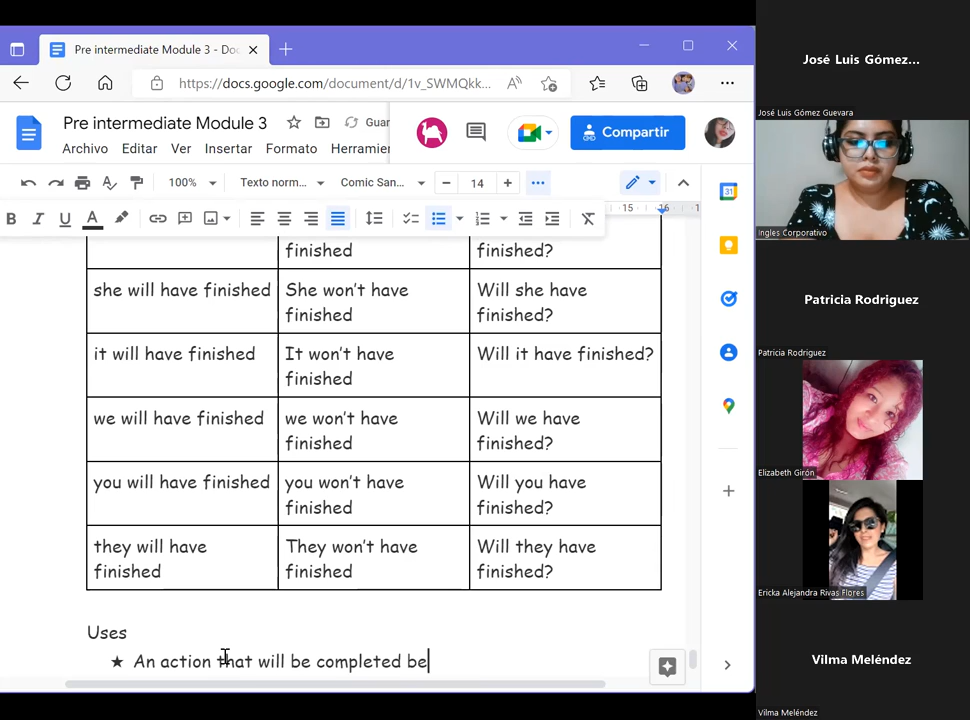 Pre intermediate Module 3 - Doc
https://docs.google.com/document/d/1v_SWMQkk...
Pre intermediate Module 3
Guar
Archivo Editar Ver Insertar Formato Herramier
Compartir
100% Texto norm... Comic San... 14
15 16 1
finished finished?
she will have finished She won't have finished Will she have finished?
it will have finished It won't have finished Will it have finished?
we will have finished we won't have finished Will we have finished?
you will have finished you won't have finished Will you have finished?
they will have finished They won't have finished Will they have finished?
Uses
★ An action that will be completed be
José Luis Gómez...
José Luis Gómez Guevara
Ingles Corporativo
Patricia Rodriguez
Patricia Rodriguez
Elizabeth Girón
Ericka Alejandra Rivas Flores
Vilma Meléndez
Vilma Meléndez